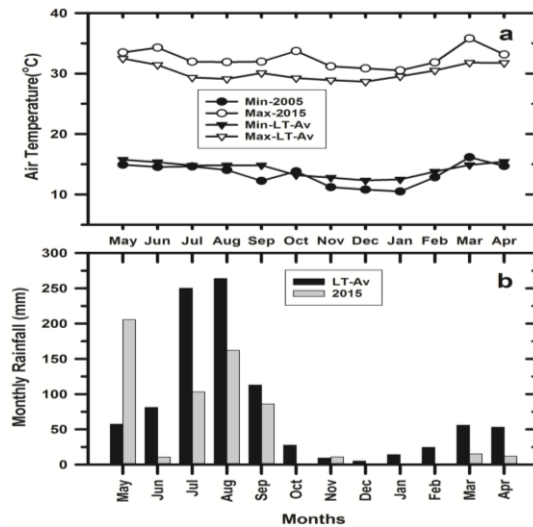 40
30
20
10
Air Temperature(°C)
a
Min-2005
Max-2015
Min-LT-Av
Max-LT-Av
May Jun Jul Aug Sep Oct Nov Dec Jan Feb Mar Apr
300
250
200
150
100
50
0
Monthly Rainfall (mm)
b
LT-Av
2015
May Jun Jul Aug Sep Oct Nov Dec Jan Feb Mar Apr
Months